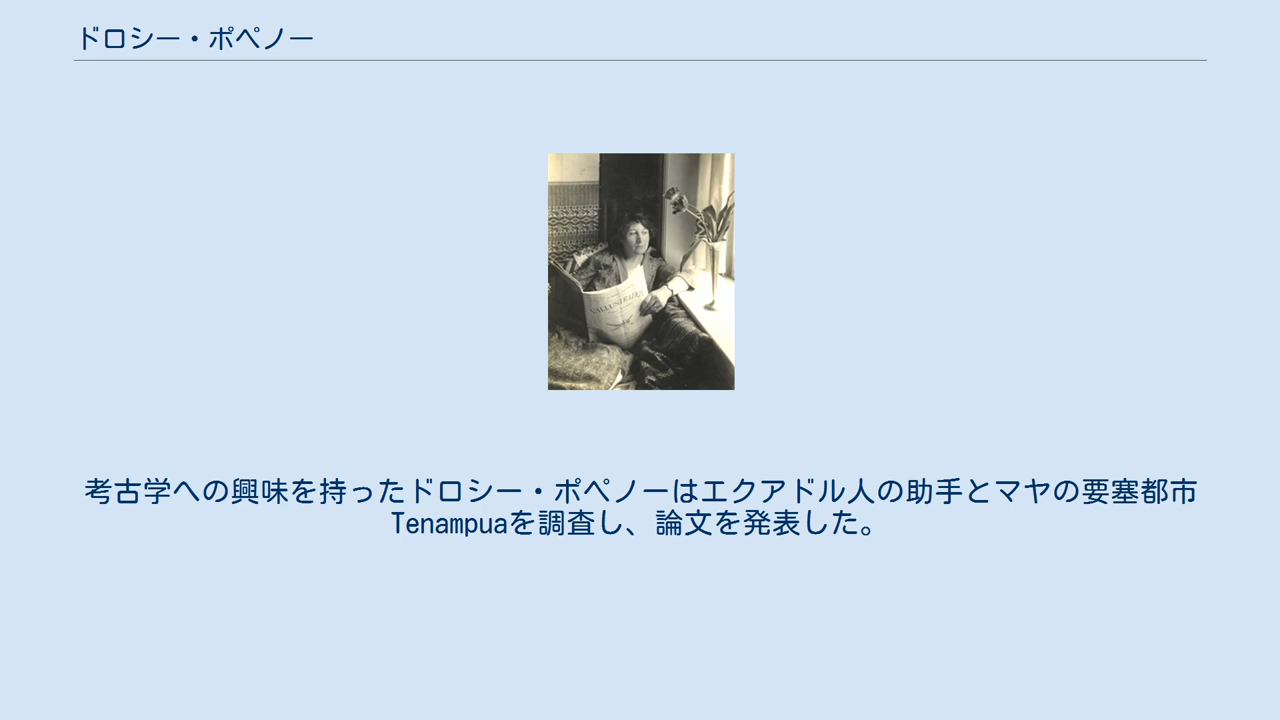 ドロシー・ポペノー
考古学への興味を持ったドロシー・ポペノーはエクアドル人の助手とマヤの要塞都市
Tenampuaを調査し、論文を発表した。